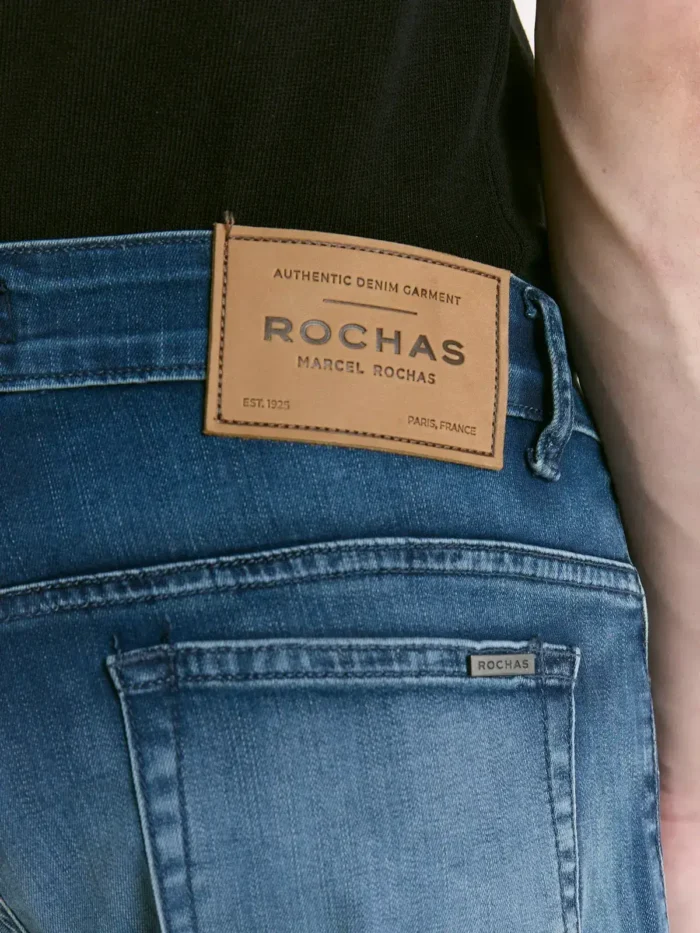 AUTHENTIC DENIM GARMENT
ROCHAS
MARCEL ROCHAS
EST. 1925
PARIS, FRANCE
ROCHAS